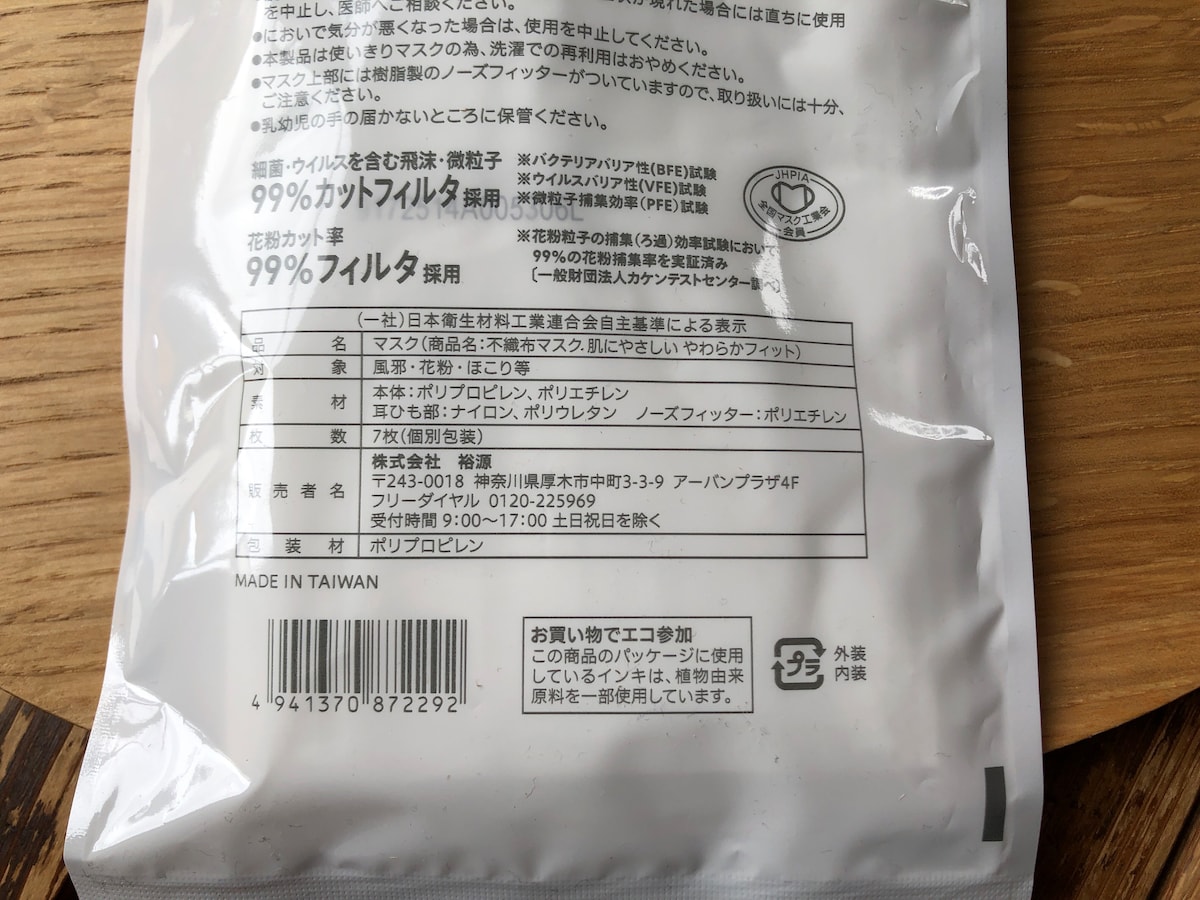 を中止し、医師へご相談ください。
現れた場合には直ちに使用
●においで気分が悪くなった場合は、使用を中止してください。
●本製品は使いきりマスクの為、洗濯での再利用はおやめください。
●マスク上部には樹脂製のノーズフィッターがついていますので、取り扱いには十分、
ご注意ください。
●乳幼児の手の届かないところに保管ください。
細菌・ウイルスを含む飛沫・微粒子
99%カットフィルタ採用
※バクテリアバリア性(BFE)試験
※ウイルスバリア性(VFE)試験
※微粒子捕集効率(PFE)試験
JHPIA
全国マスク工業会
会員
花粉カット率
99%フィルタ採用
※花粉粒子の捕集(ろ過)効率試験において
99%の花粉捕集率を実証済み
〔一般財団法人カケンテストセンター調べ〕
(一社)日本衛生材料工業連合会自主基準による表示
品名 マスク(商品名:不織布マスク.肌にやさしい やわらかフィット)
対象 風邪・花粉・ほこり等
素材 本体:ポリプロピレン、ポリエチレン
耳ひも部:ナイロン、ポリウレタン ノーズフィッター:ポリエチレン
枚数 7枚(個別包装)
販売者名 株式会社 裕源
〒243-0018 神奈川県厚木市中町3-3-9 アーバンプラザ4F
フリーダイヤル 0120-225969
受付時間 9:00〜17:00 土日祝日を除く
包装材 ポリプロピレン
MADE IN TAIWAN
4 941370 872292
お買い物でエコ参加
この商品のパッケージに使用
しているインキは、植物由来
原料を一部使用しています。
プラ
外装
内装